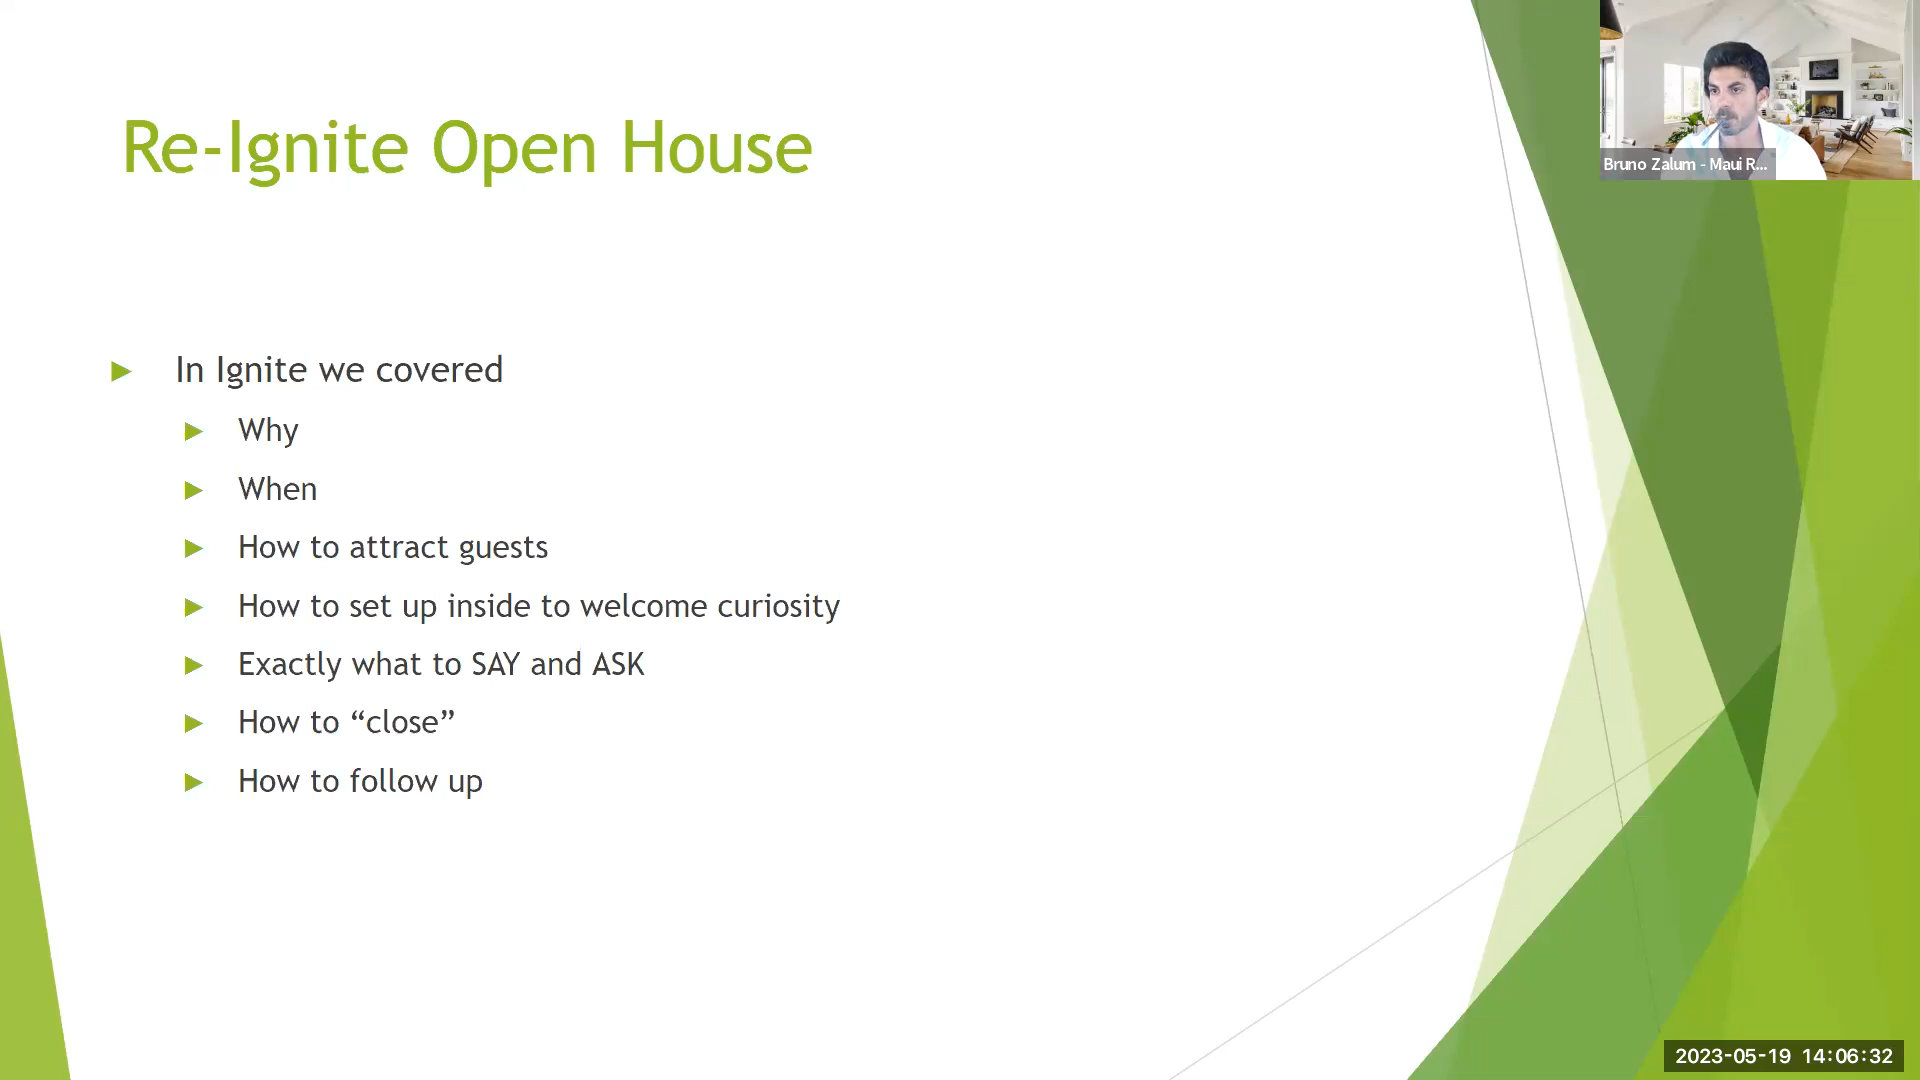 Re-Ignite Open House
Bruno Zalum - Maui R...
In Ignite we covered
Why
When
How to attract guests
How to set up inside to welcome curiosity
Exactly what to SAY and ASK
How to “close”
How to follow up
2023-05-19 14:06:32